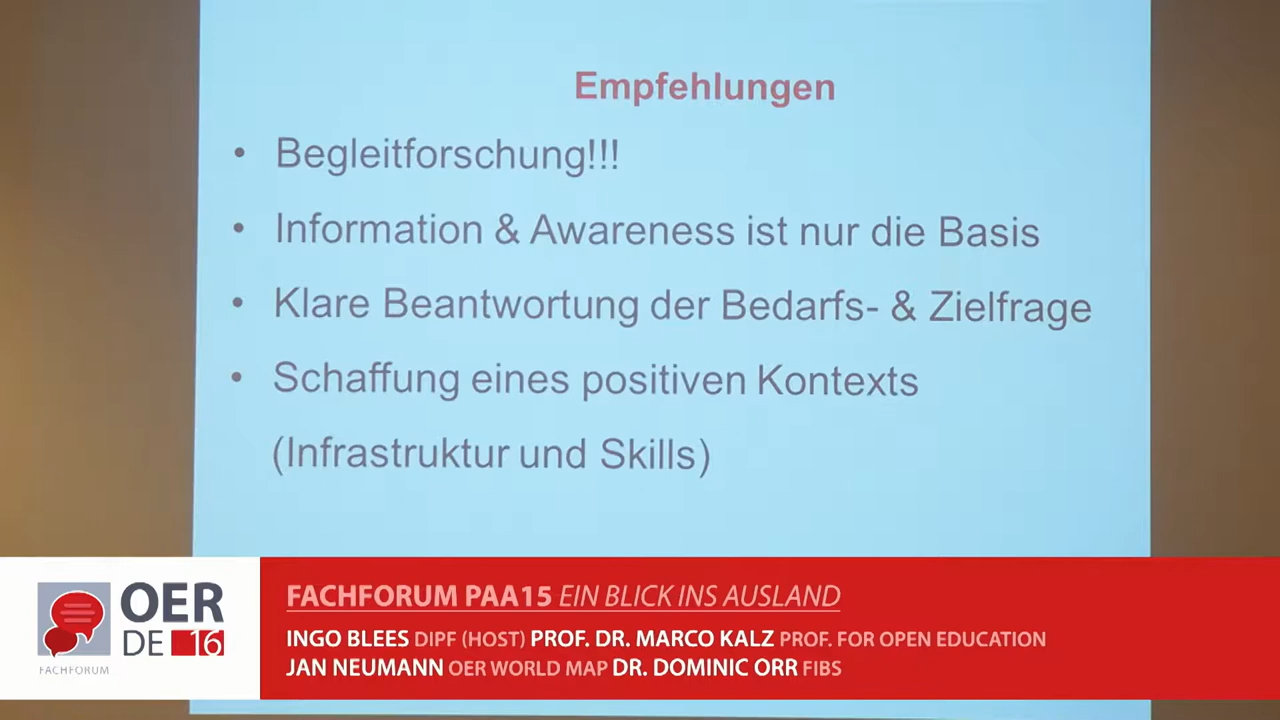 Empfehlungen
• Begleitforschung!!!
• Information & Awareness ist nur die Basis
• Klare Beantwortung der Bedarfs- & Zielfrage
• Schaffung eines positiven Kontexts
(Infrastruktur und Skills)
OER
DE 16
FACHFORUM
FACHFORUM PAA15 EIN BLICK INS AUSLAND
INGO BLEES DIPF (HOST) PROF. DR. MARCO KALZ PROF. FOR OPEN EDUCATION
JAN NEUMANN OER WORLD MAP DR. DOMINIC ORR FIBS